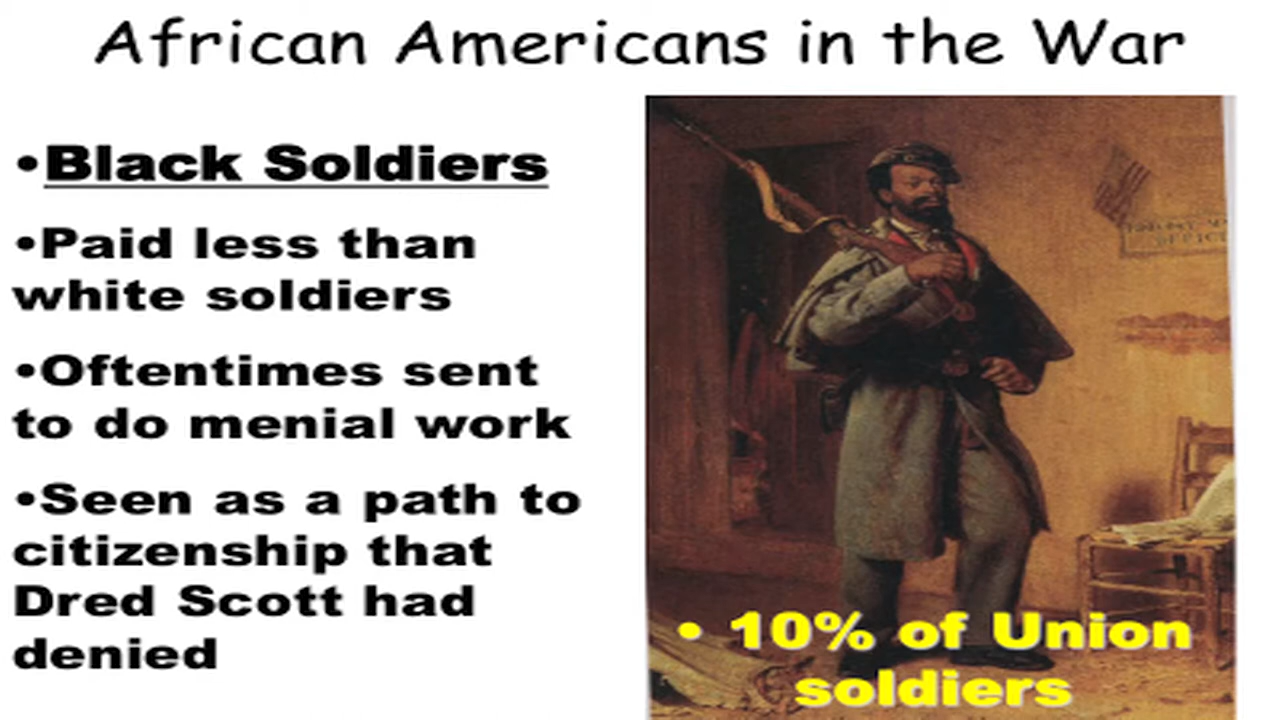 African Americans in the War
•Black Soldiers
•Paid less than
white soldiers
•Oftentimes sent
to do menial work
•Seen as a path to
citizenship that
Dred Scott had
denied
• 10% of Union
soldiers